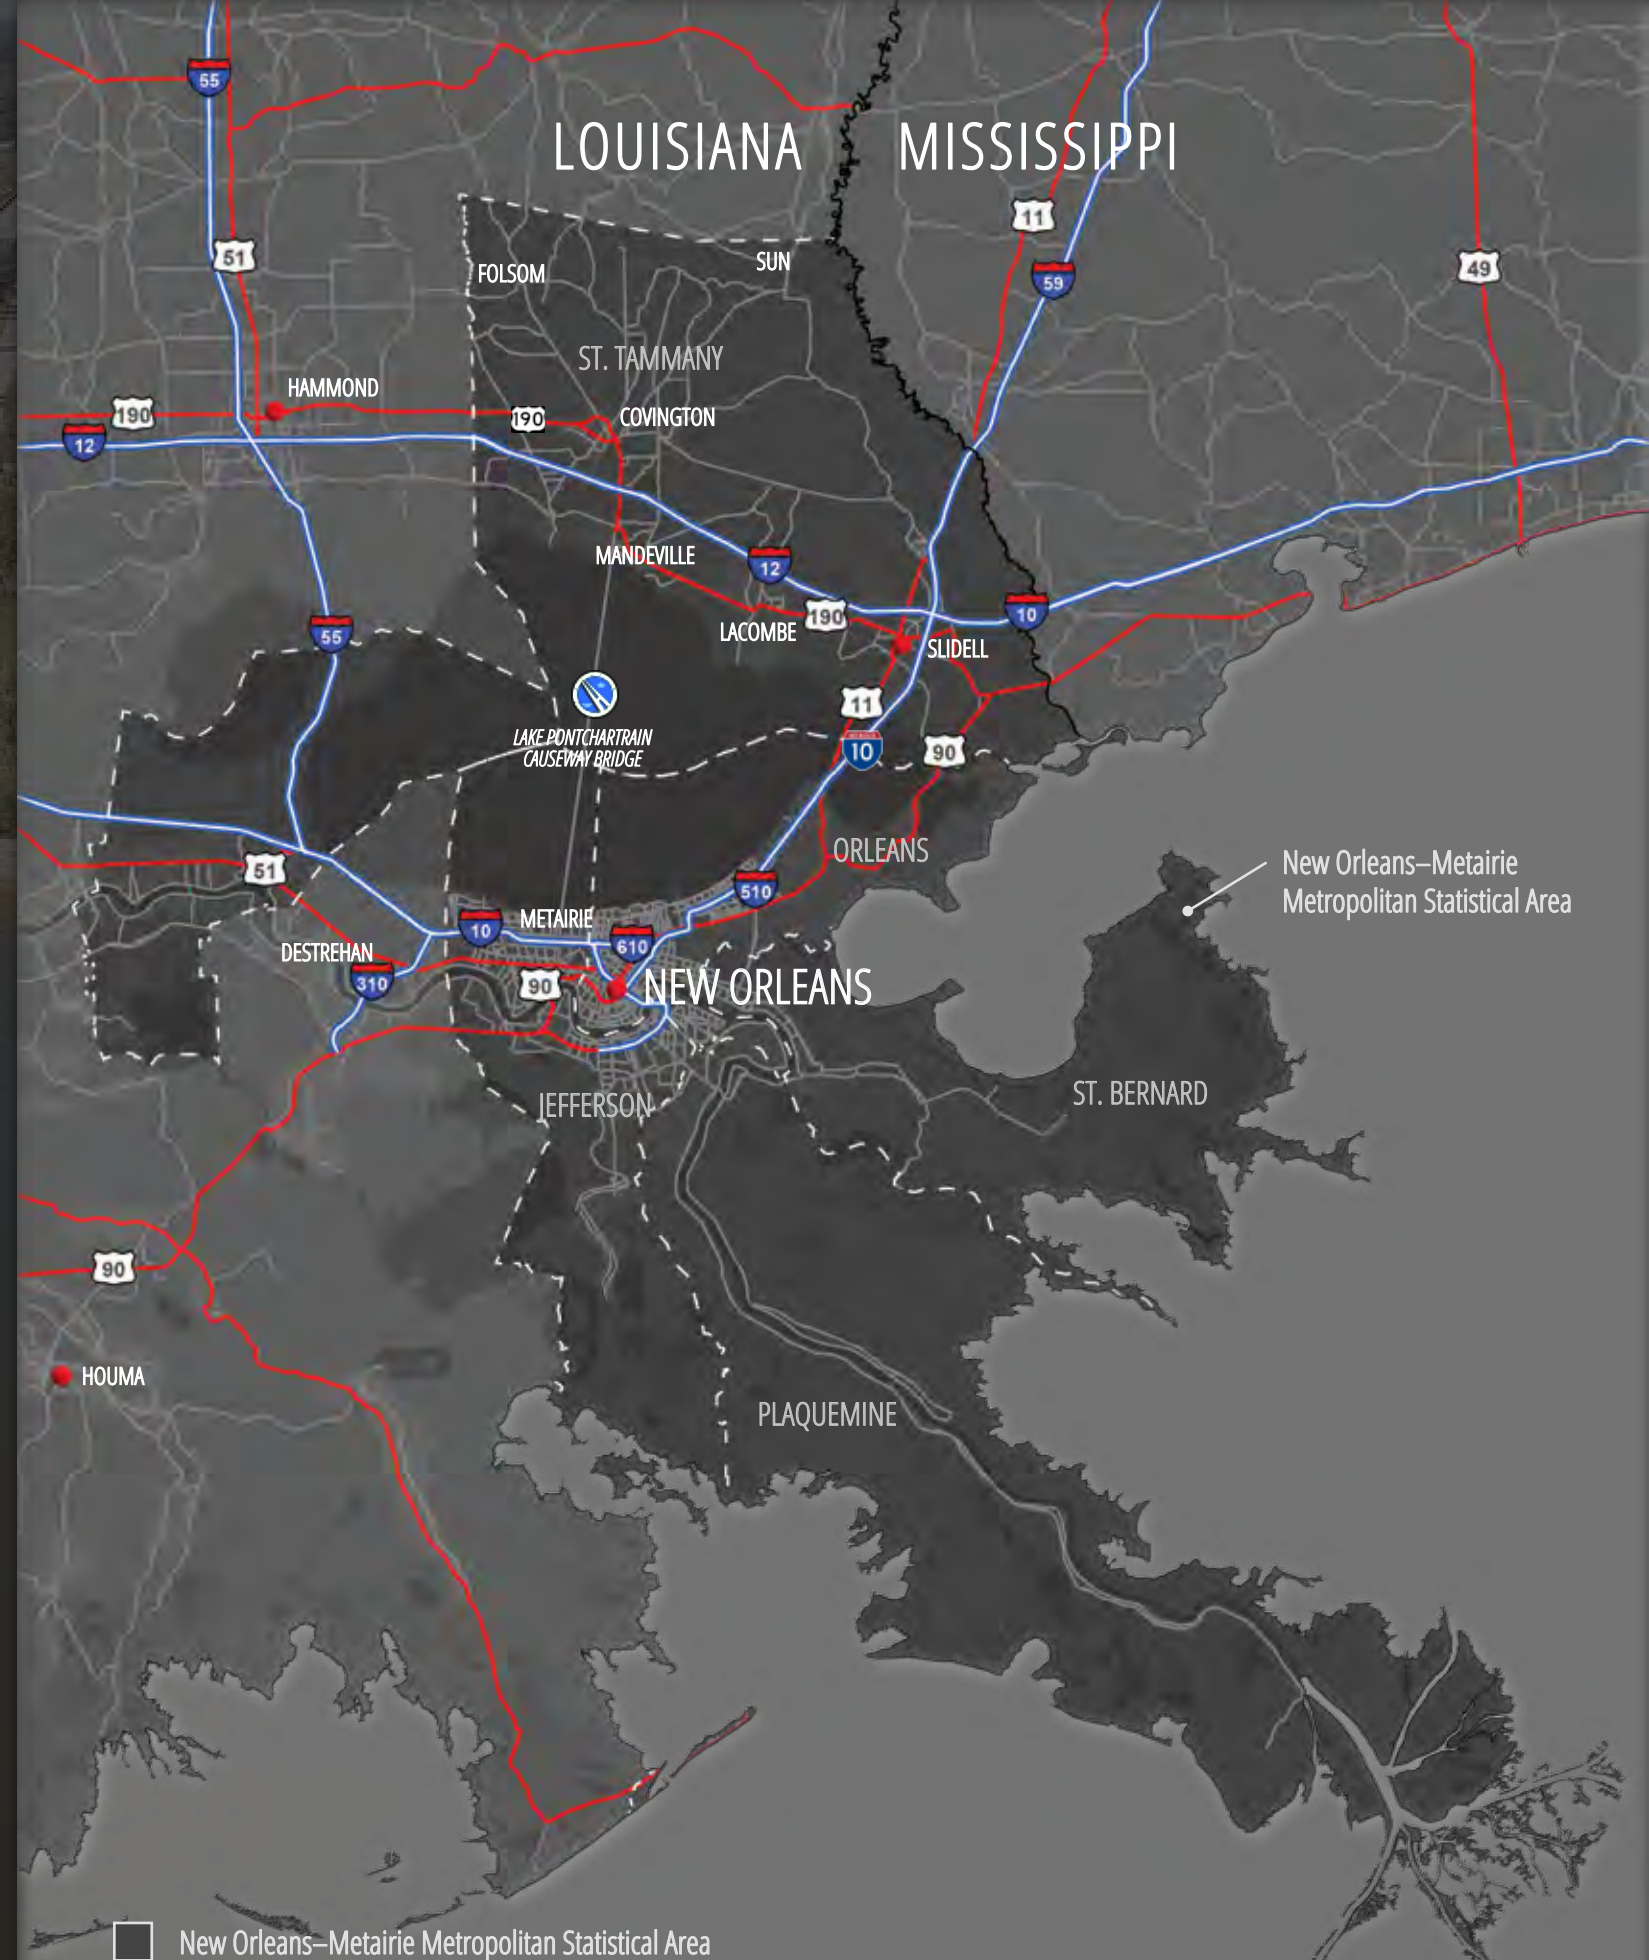 55
LOUISIANA
MISSISSIPPI
11
51
SUN
49
FOLSOM
59
ST. TAMMANY
HAMMOND
190
190
COVINGTON
12
MANDEVILLE
12
10
190
LACOMBE
55
SLIDELL
11
LAKE PONTCHARTRAIN
CAUSEWAY BRIDGE
10
90
ORLEANS
New Orleans–Metairie
Metropolitan Statistical Area
51
510
METAIRIE
10
610
DESTREHAN
310
90
NEW ORLEANS
ST. BERNARD
JEFFERSON
90
HOUMA
PLAQUEMINE
New Orleans–Metairie Metropolitan Statistical Area